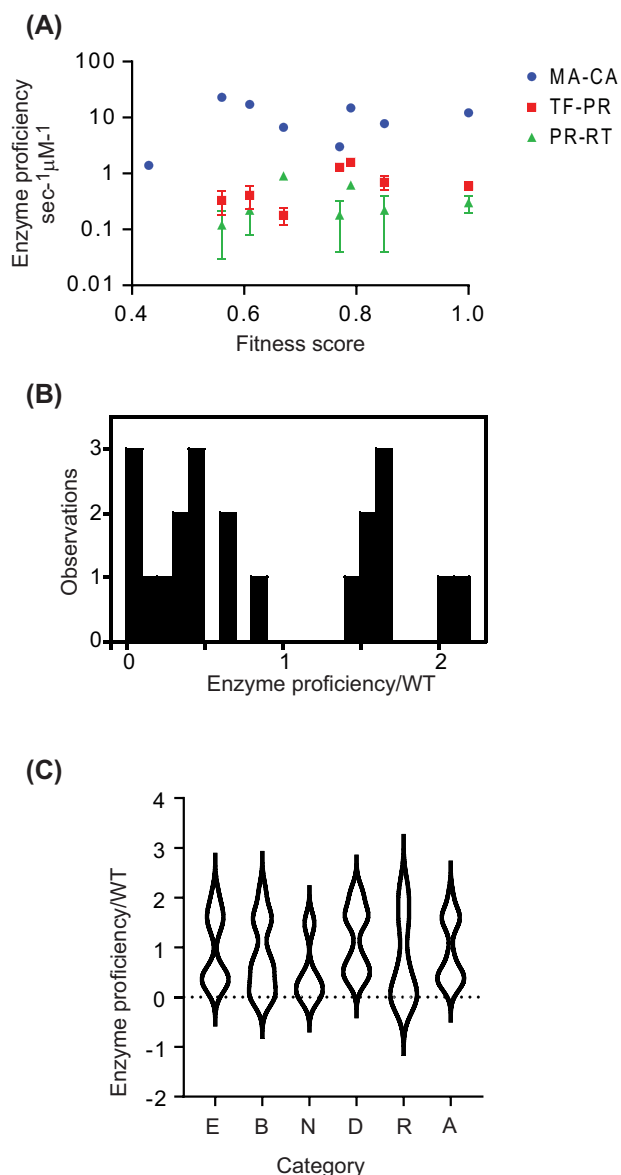 (A)
Enzyme proficiency
sec-1μM-1
100
10
1
0.1
0.01
0.4
0.6
0.8
1.0
Fitness score
MA-CA
TF-PR
PR-RT
(B)
Observations
3
2
1
0
0
1
2
Enzyme proficiency/WT
(C)
Enzyme proficiency/WT
4
3
2
1
0
-1
-2
E
B
N
D
R
A
Category